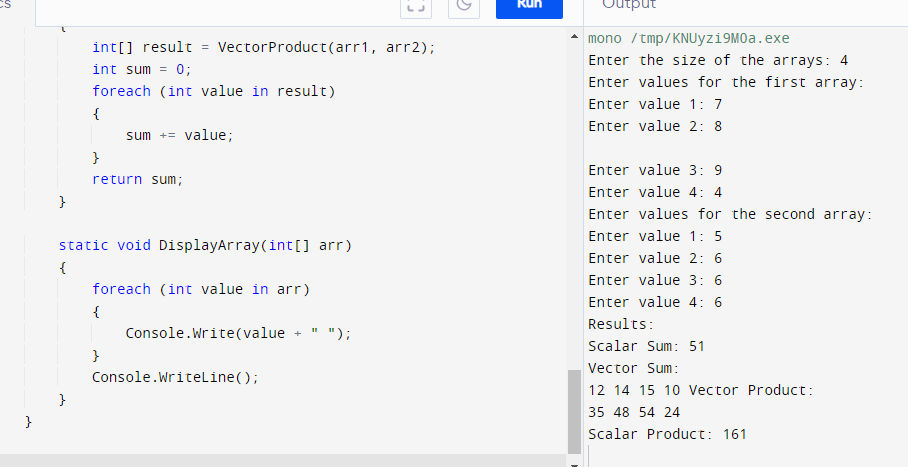 cs
Run
{
int[] result = VectorProduct(arr1, arr2);
int sum = 0;
foreach (int value in result)
{
sum += value;
}
return sum;
}
static void DisplayArray(int[] arr)
{
foreach (int value in arr)
{
Console.Write(value + " ");
}
Console.WriteLine();
}
}
Output
mono /tmp/KNUyzi9MOa.exe
Enter the size of the arrays: 4
Enter values for the first array:
Enter value 1: 7
Enter value 2: 8
Enter value 3: 9
Enter value 4: 4
Enter values for the second array:
Enter value 1: 5
Enter value 2: 6
Enter value 3: 6
Enter value 4: 6
Results:
Scalar Sum: 51
Vector Sum:
12 14 15 10 Vector Product:
35 48 54 24
Scalar Product: 161